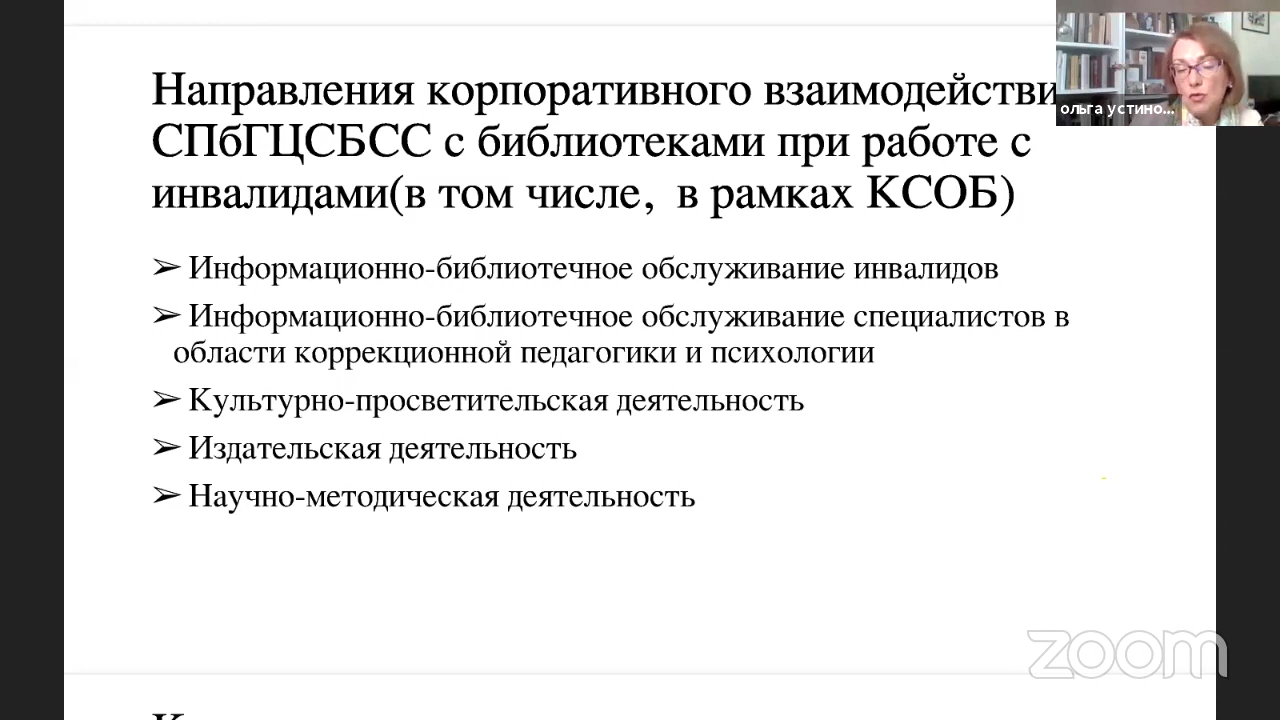 Направления корпоративного взаимодействи
СПбГЦСБСС с библиотеками при работе с
инвалидами(в том числе, в рамках КСОБ)
➢ Информационно-библиотечное обслуживание инвалидов
➢ Информационно-библиотечное обслуживание специалистов в
области коррекционной педагогики и психологии
➢ Культурно-просветительская деятельность
➢ Издательская деятельность
➢ Научно-методическая деятельность
ольга устино...
zoom